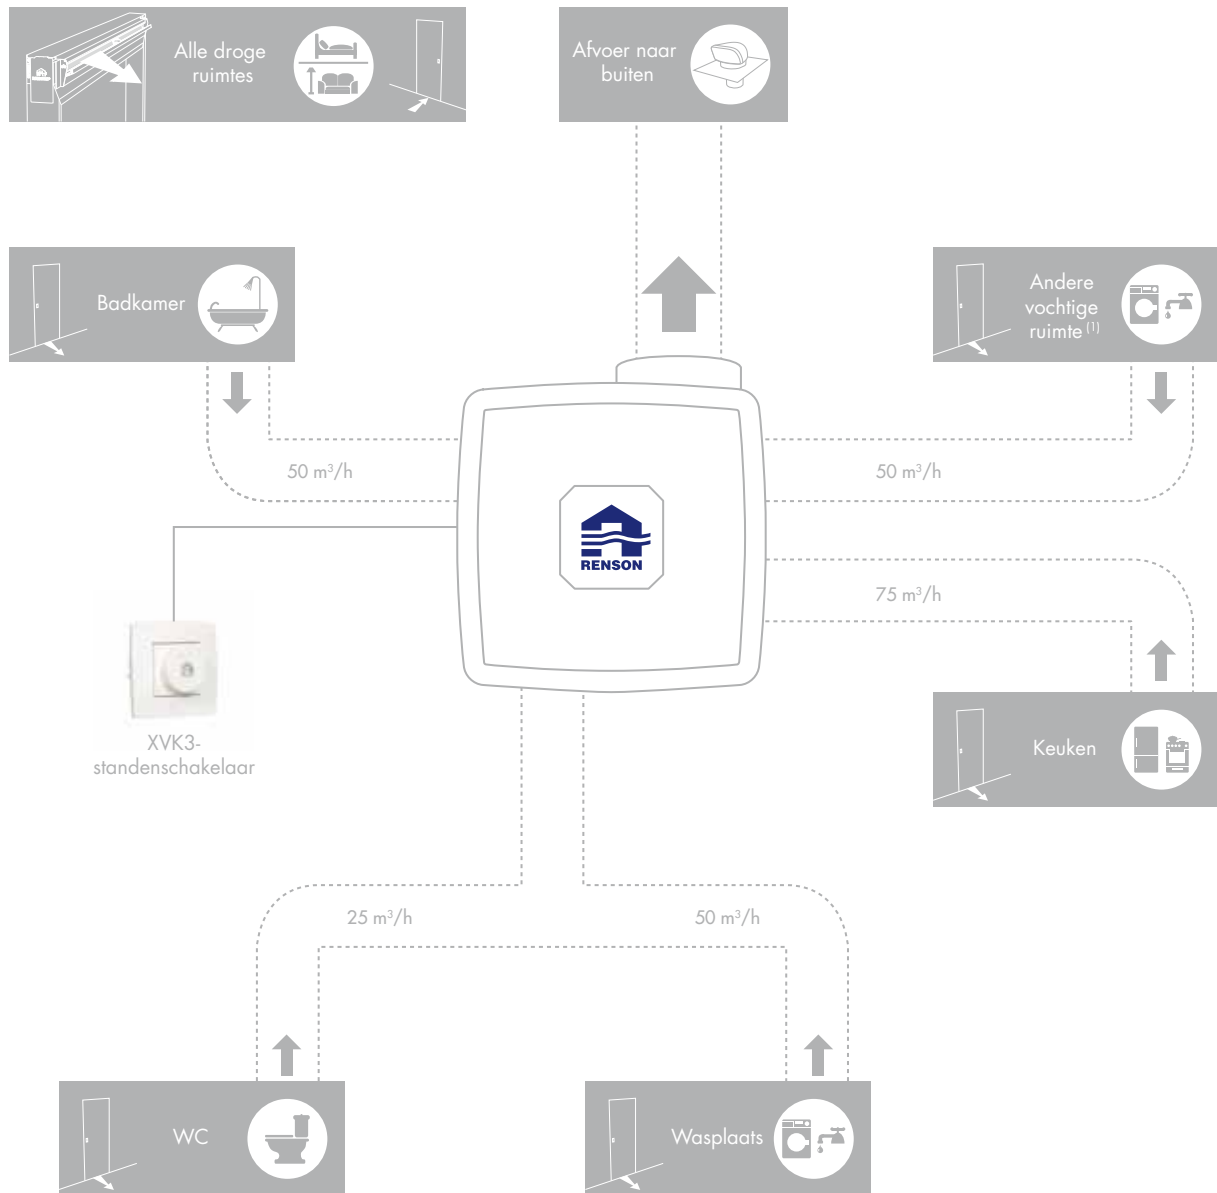 Alle droge
ruimtes
Afvoer naar
buiten
Badkamer
Andere
vochtige
ruimte (1)
50 m³/h
50 m³/h
RENSON
75 m³/h
XVK3-
standenschakelaar
Keuken
25 m³/h
50 m³/h
WC
Wasplaats